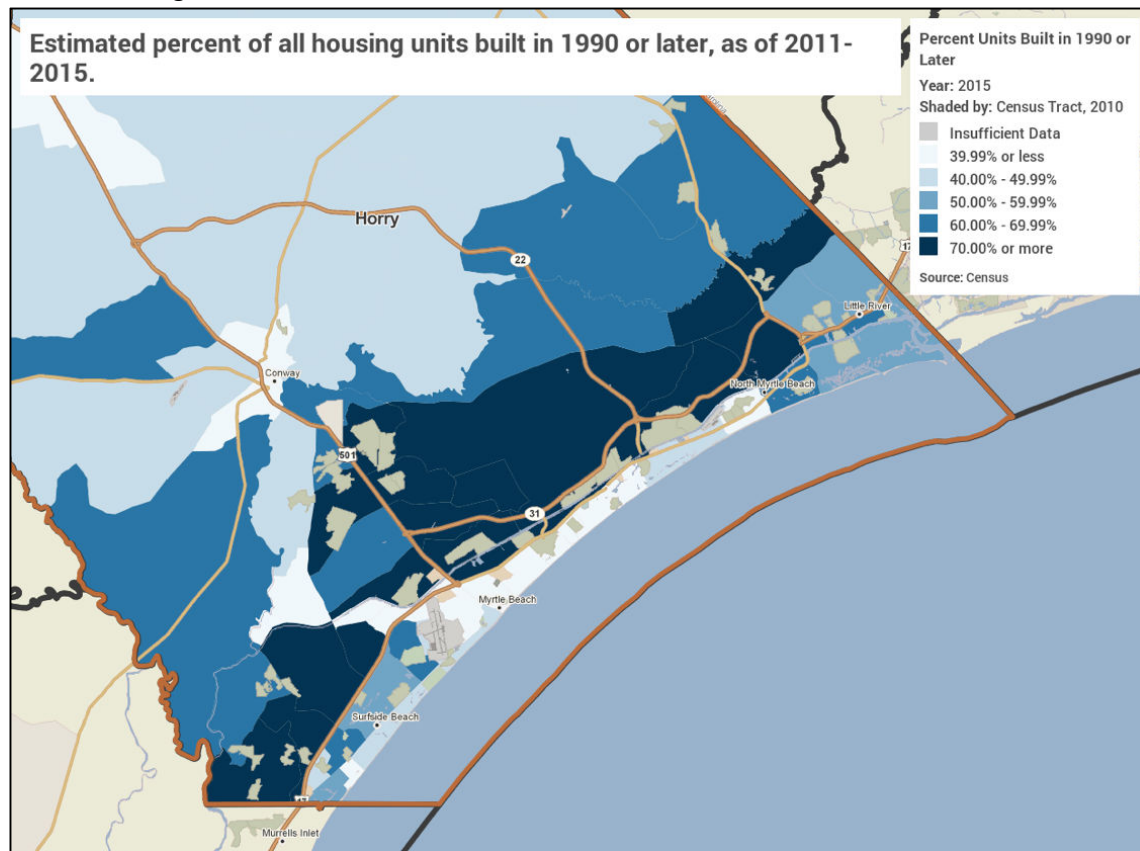 Estimated percent of all housing units built in 1990 or later, as of 2011-
2015.
Percent Units Built in 1990 or
Later
Year: 2015
Shaded by: Census Tract, 2010
Insufficient Data
39.99% or less
40.00% - 49.99%
50.00% - 59.99%
60.00% - 69.99%
70.00% or more
Source: Census
Horry
22
17
Little River
Conway
North Myrtle Beach
501
31
Myrtle Beach
Surfside Beach
17
Murrells Inlet